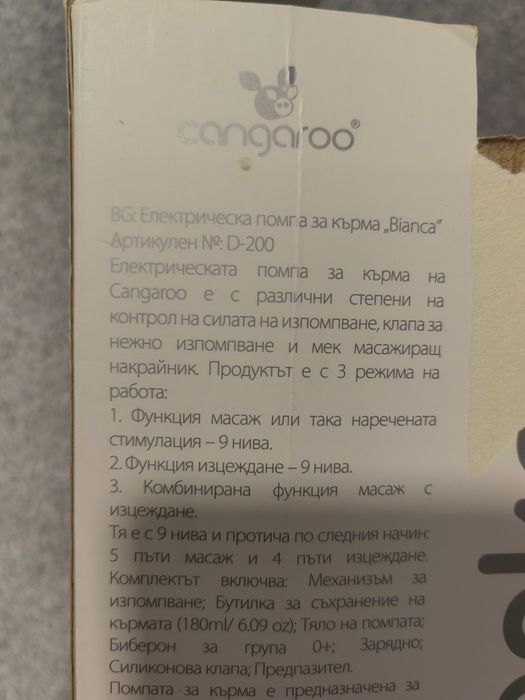 cangaroo®
BG: Електрическа помпа за кърма „Bianca”
Артикулен №: D-200
Електрическата помпа за кърма на
Cangaroo е с различни степени на
контрол на силата на изпомпване, клапа за
нежно изпомпване и мек масажиращ
накрайник. Продуктът е с 3 режима на
работа:
1. Функция масаж или така наречената
стимулация – 9 нива.
2. Функция изцеждане – 9 нива.
3. Комбинирана функция масаж с
изцеждане.
Тя е с 9 нива и протича по следния начин:
5 пъти масаж и 4 пъти изцеждане.
Комплектът включва: Механизъм за
изпомпване; Бутилка за съхранение на
кърмата (180ml/ 6.09 oz); Тяло на помпата;
Биберон за група 0+; Зарядно;
Силиконова клапа; Предпазител.
Помпата за кърма е предназначена за